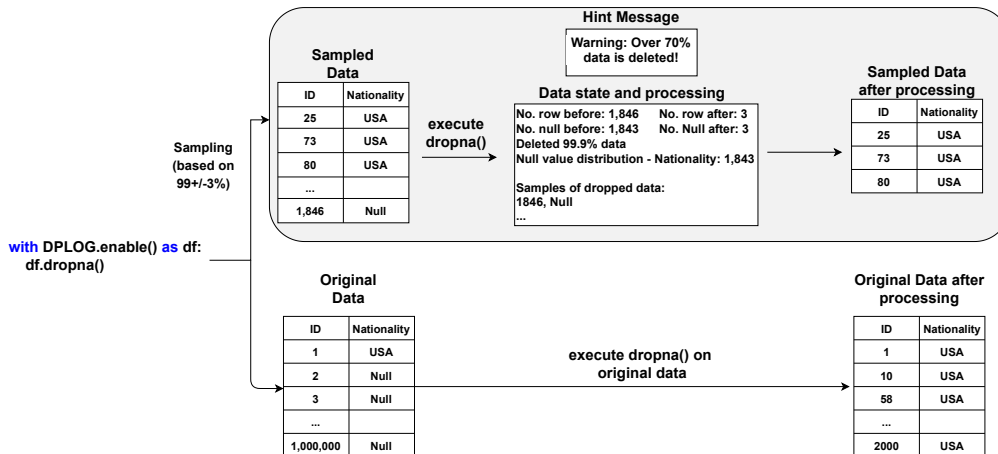 Hint Message
Warning: Over 70%
data is deleted!
Sampled
Data
ID Nationality
25 USA
73 USA
80 USA
...
1,846 Null
execute
dropna()
Data state and processing
No. row before: 1,846 No. row after: 3
No. null before: 1,843 No. Null after: 3
Deleted 99.9% data
Null value distribution - Nationality: 1,843
Samples of dropped data:
1846, Null
...
Sampled Data
after processing
ID Nationality
25 USA
73 USA
80 USA
Sampling
(based on
99+/-3%)
with DPLOG.enable() as df:
df.dropna()
Original
Data
ID Nationality
1 USA
2 Null
3 Null
...
1,000,000 Null
execute dropna() on
original data
Original Data after
processing
ID Nationality
1 USA
10 USA
58 USA
...
2000 USA